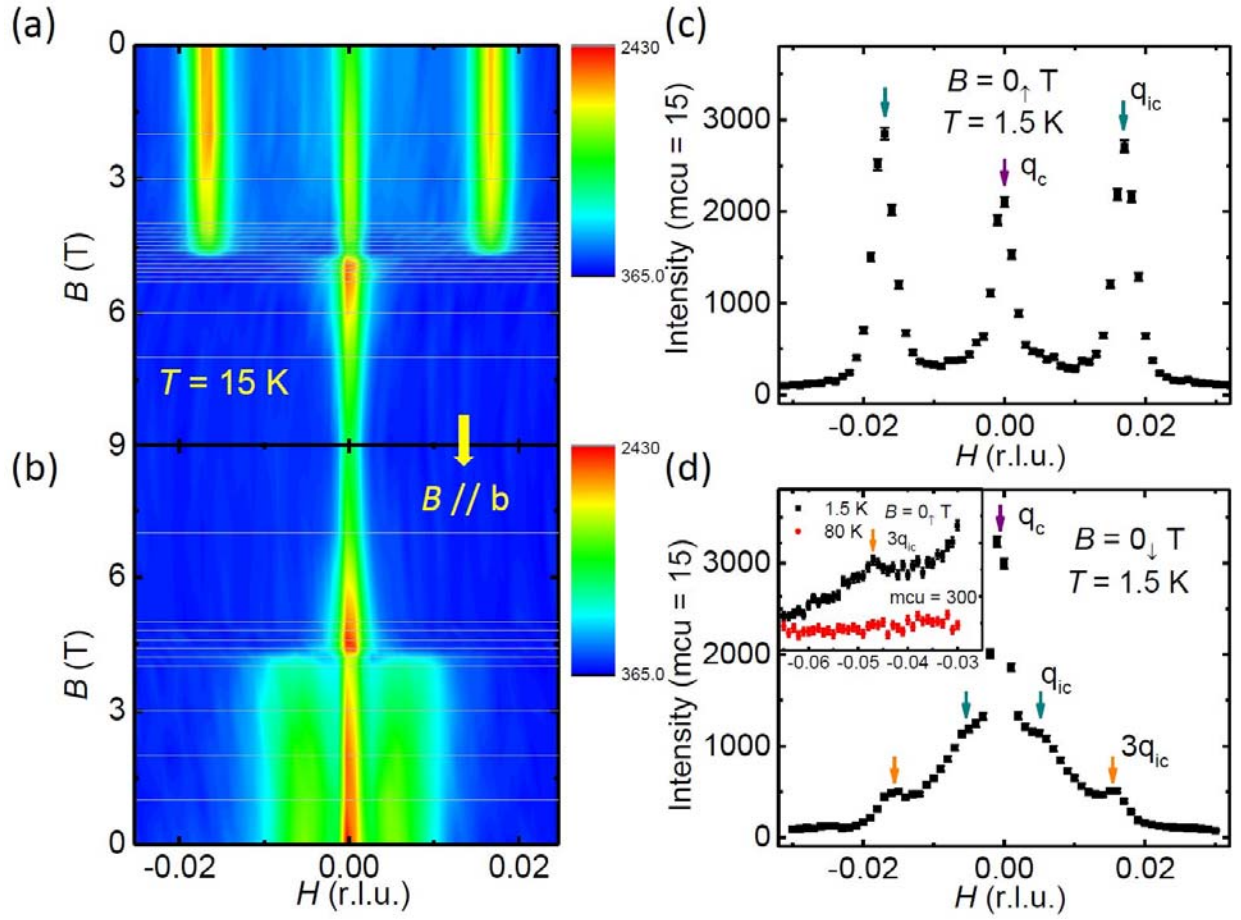 (a)
0
3
6
9
B (T)
T = 15 K
2430
365.0
B // b
(b)
6
3
0
B (T)
2430
365.0
-0.02
0.00
0.02
H (r.l.u.)
(c)
3000
2000
1000
0
Intensity (mcu = 15)
B = 0↑ T
T = 1.5 K
q_ic
q_c
-0.02
0.00
0.02
H (r.l.u.)
(d)
3000
2000
1000
0
Intensity (mcu = 15)
1.5 K
80 K
B = 0↑ T
3q_ic
mcu = 300
-0.06
-0.05
-0.04
-0.03
q_c
B = 0↓ T
T = 1.5 K
q_ic
3q_ic
-0.02
0.00
0.02
H (r.l.u.)